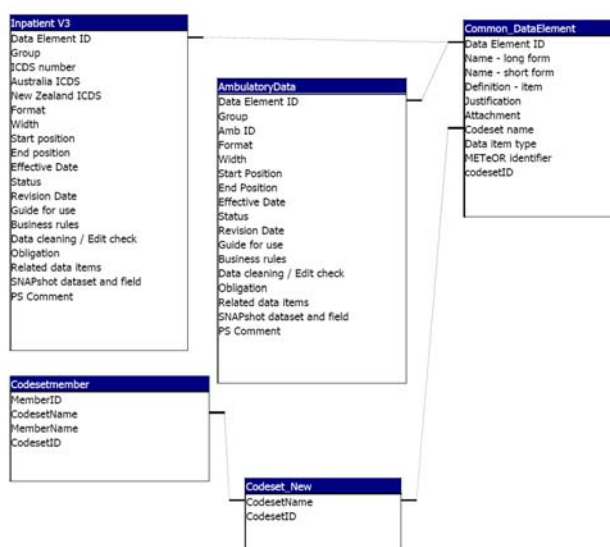 Inpatient V3
Data Element ID
Group
ICDS number
Australia ICDS
New Zealand ICDS
Format
Width
Start position
End position
Effective Date
Status
Revision Date
Guide for use
Business rules
Data cleaning / Edit check
Obligation
Related data items
SNAPshot dataset and field
PS Comment
AmbulatoryData
Data Element ID
Group
Amb ID
Format
Width
Start Position
End Position
Effective Date
Status
Revision Date
Guide for use
Business rules
Data cleaning / Edit check
Obligation
Related data items
SNAPshot dataset and field
PS Comment
Common_DataElement
Data Element ID
Name - long form
Name - short form
Definition - item
Justification
Attachment
Codeset name
Data item type
METeOR identifier
codesetID
Codesetmember
MemberID
CodesetName
MemberName
CodesetID
Codeset_New
CodesetName
CodesetID